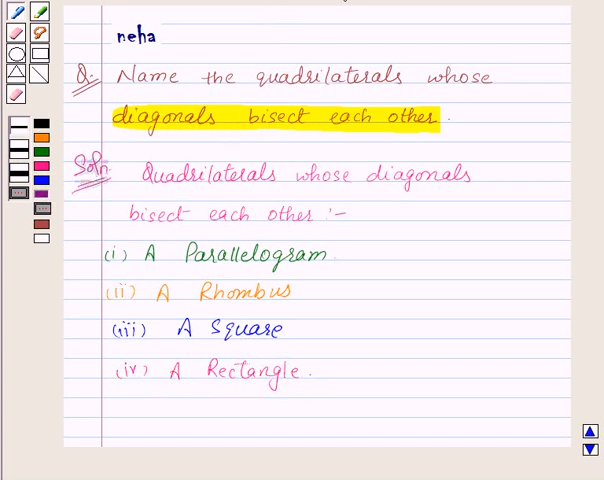 neha
Q. Name the quadrilaterals whose
diagonals bisect each other.
Soln. Quadrilaterals whose diagonals
bisect each other :-
(i) A Parallelogram.
(ii) A Rhombus
(iii) A Square
(iv) A Rectangle.